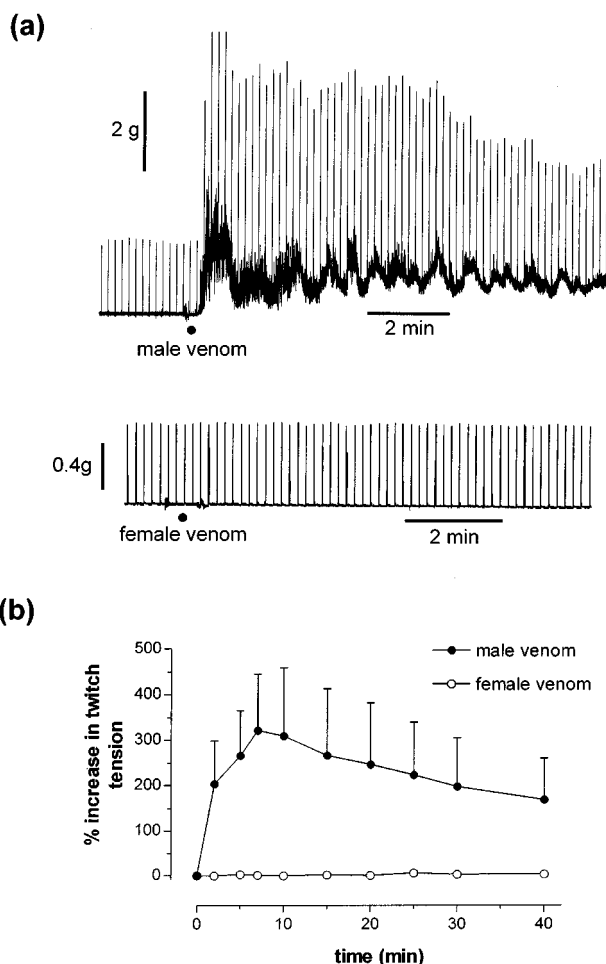 (a)
2 g
2 min
male venom
0.4g
2 min
female venom
(b)
500
400
300
200
100
0
% increase in twitch
tension
male venom
female venom
0
10
20
30
40
time (min)